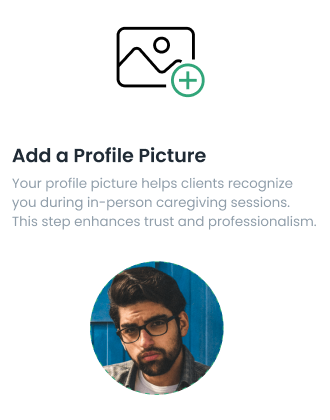 Add a Profile Picture
Your profile picture helps clients recognize
you during in-person caregiving sessions.
This step enhances trust and professionalism.